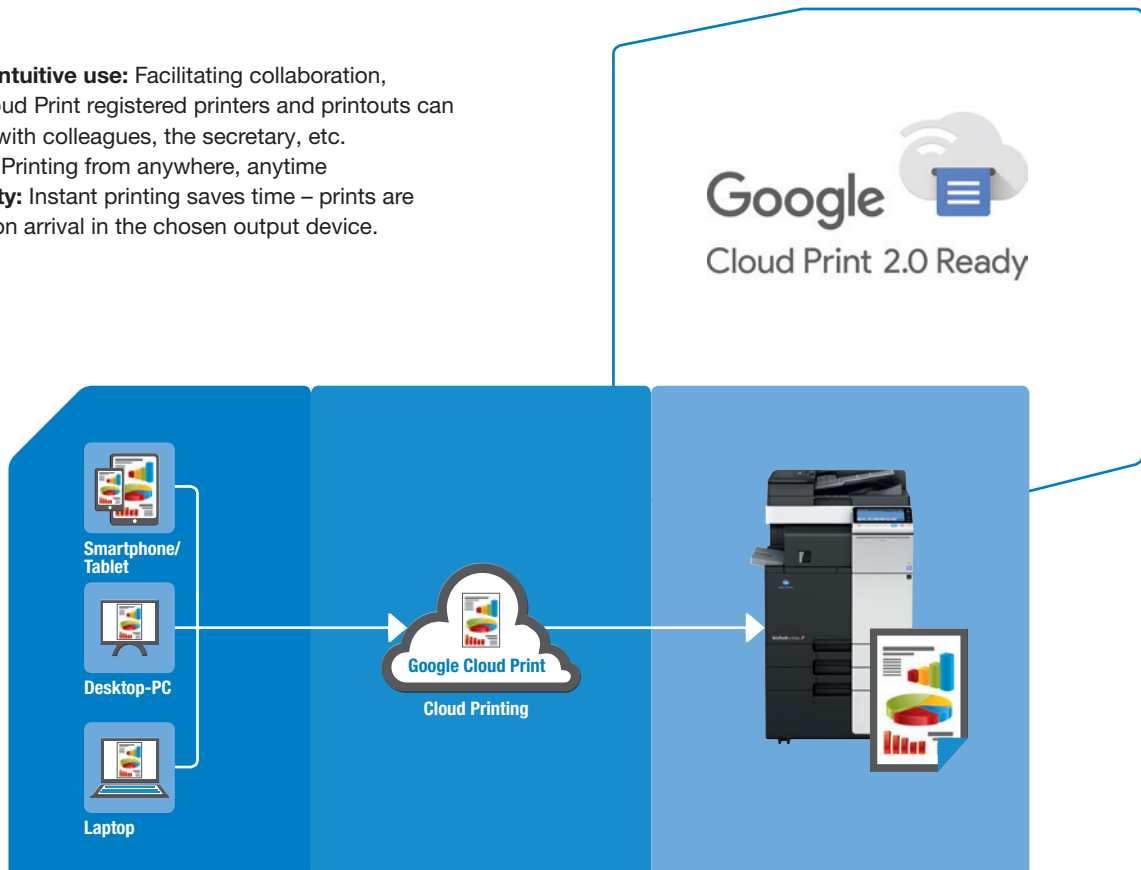 ntuitive use: Facilitating collaboration,
oud Print registered printers and printouts can
with colleagues, the secretary, etc.
Printing from anywhere, anytime
ty: Instant printing saves time – prints are
on arrival in the chosen output device.
Google
Cloud Print 2.0 Ready
Smartphone/
Tablet
Desktop-PC
Laptop
Google Cloud Print
Cloud Printing